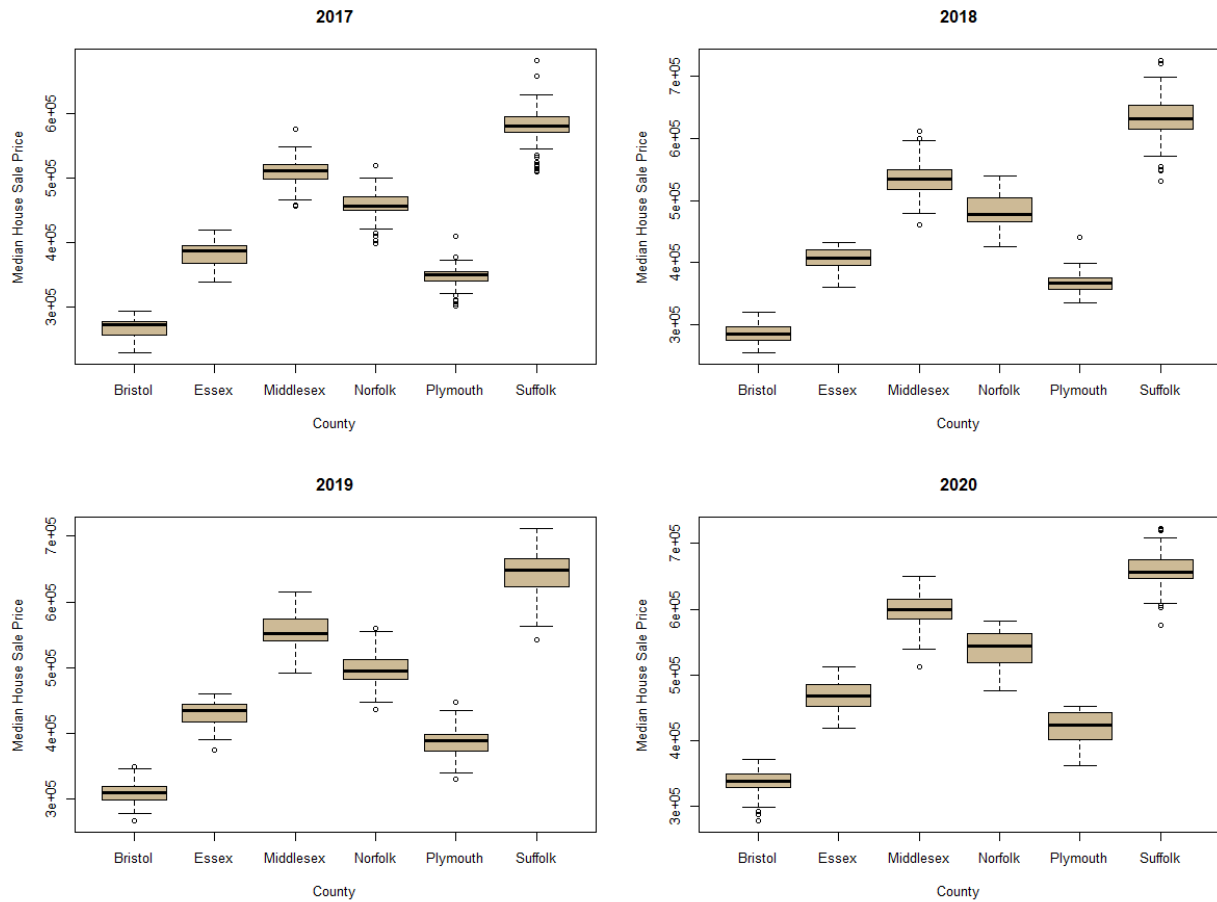 2017
Median House Sale Price
6e+05
5e+05
4e+05
3e+05
Bristol Essex Middlesex Norfolk Plymouth Suffolk
County
2018
Median House Sale Price
7e+05
6e+05
5e+05
4e+05
3e+05
Bristol Essex Middlesex Norfolk Plymouth Suffolk
County
2019
Median House Sale Price
7e+05
6e+05
5e+05
4e+05
3e+05
Bristol Essex Middlesex Norfolk Plymouth Suffolk
County
2020
Median House Sale Price
7e+05
6e+05
5e+05
4e+05
3e+05
Bristol Essex Middlesex Norfolk Plymouth Suffolk
County